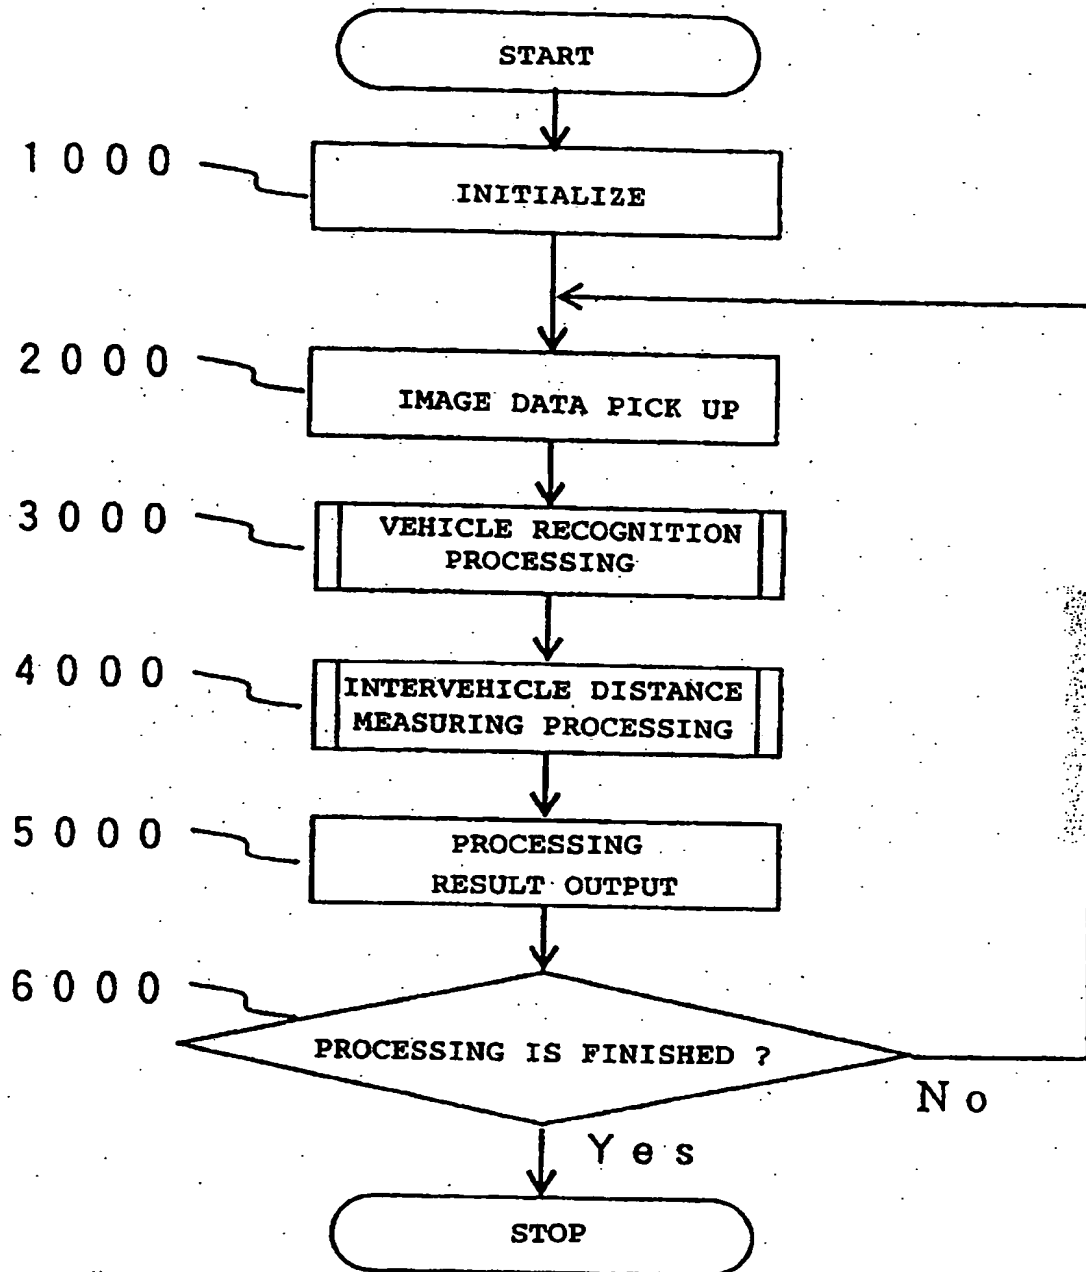 START
1000
INITIALIZE
2000
IMAGE DATA PICK UP
3000
VEHICLE RECOGNITION
PROCESSING
4000
INTERVEHICLE DISTANCE
MEASURING PROCESSING
5000
PROCESSING
RESULT OUTPUT
6000
PROCESSING IS FINISHED ?
No
Yes
STOP